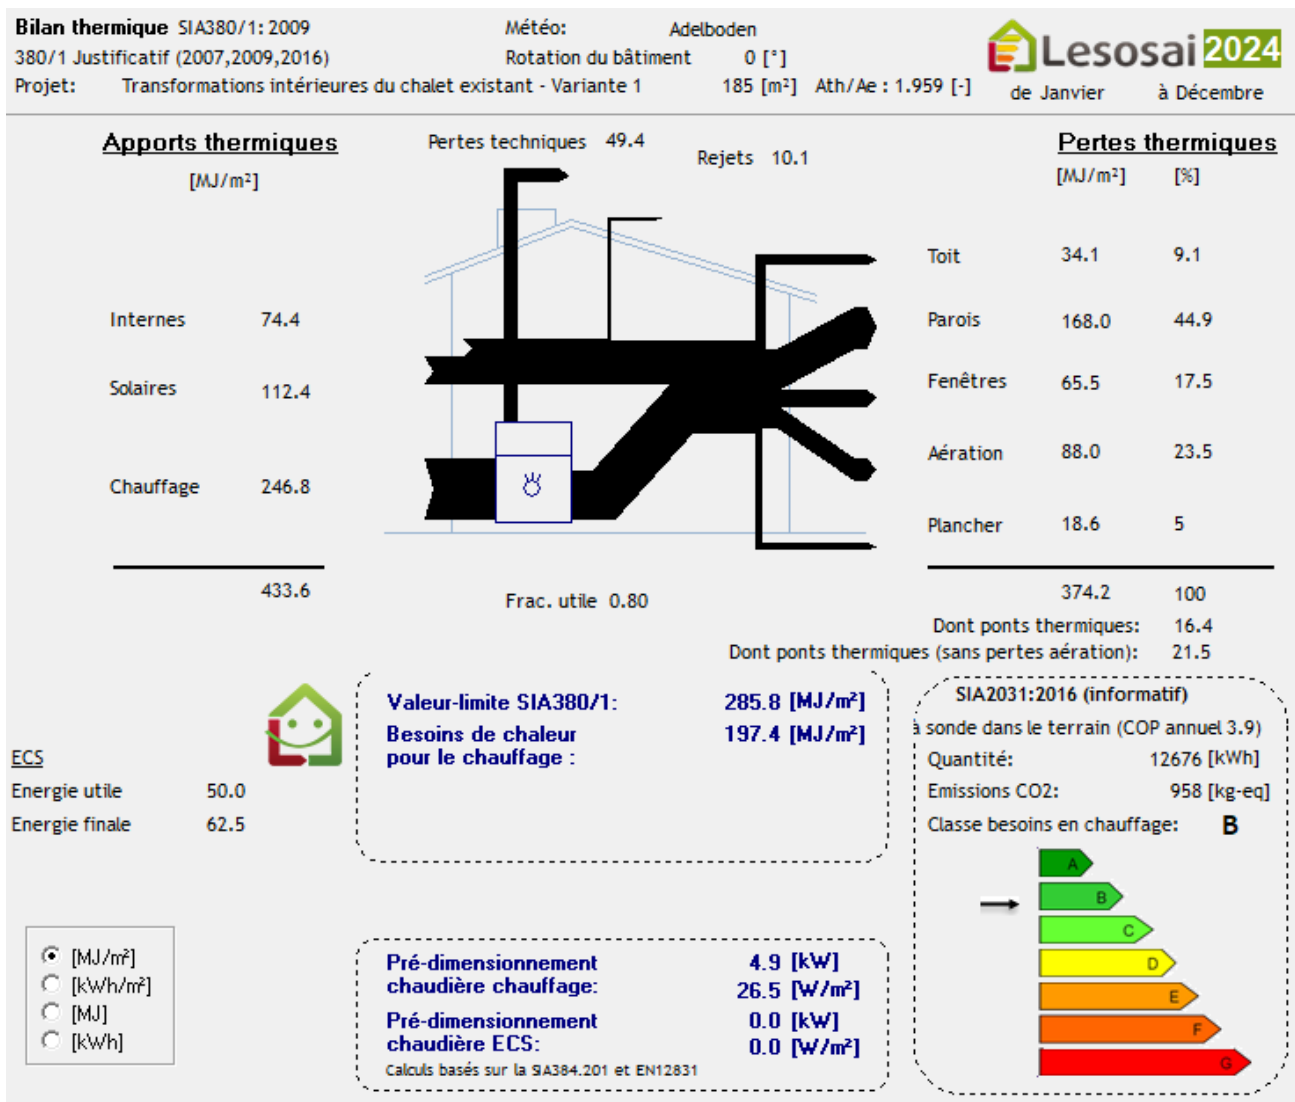 Bilan thermique SIA380/1: 2009 Météo: Adelboden
380/1 Justificatif (2007,2009,2016) Rotation du bâtiment 0 [°]
Lesosai 2024
Projet: Transformations intérieures du chalet existant - Variante 1 185 [m²] Ath/Ae : 1.959 [-] de Janvier à Décembre
Apports thermiques Pertes techniques 49.4 Rejets 10.1 Pertes thermiques
[MJ/m²] [MJ/m²] [%]
Toit 34.1 9.1
Internes 74.4 Parois 168.0 44.9
Solaires 112.4 Fenêtres 65.5 17.5
Aération 88.0 23.5
Chauffage 246.8
Plancher 18.6 5
433.6 Frac. utile 0.80 374.2 100
Dont ponts thermiques: 16.4
Dont ponts thermiques (sans pertes aération): 21.5
Valeur-limite SIA380/1: 285.8 [MJ/m²]
Besoins de chaleur 197.4 [MJ/m²]
pour le chauffage :
SIA2031:2016 (informatif)
à sonde dans le terrain (COP annuel 3.9)
Quantité: 12676 [kWh]
Emissions CO2: 958 [kg-eq]
Classe besoins en chauffage: B
A
B
C
D
E
F
G
ECS
Energie utile 50.0
Energie finale 62.5
[MJ/m²]
[kWh/m²]
[MJ]
[kWh]
Pré-dimensionnement 4.9 [kW]
chaudière chauffage: 26.5 [W/m²]
Pré-dimensionnement 0.0 [kW]
chaudière ECS: 0.0 [W/m²]
Calculs basés sur la SIA384.201 et EN12831